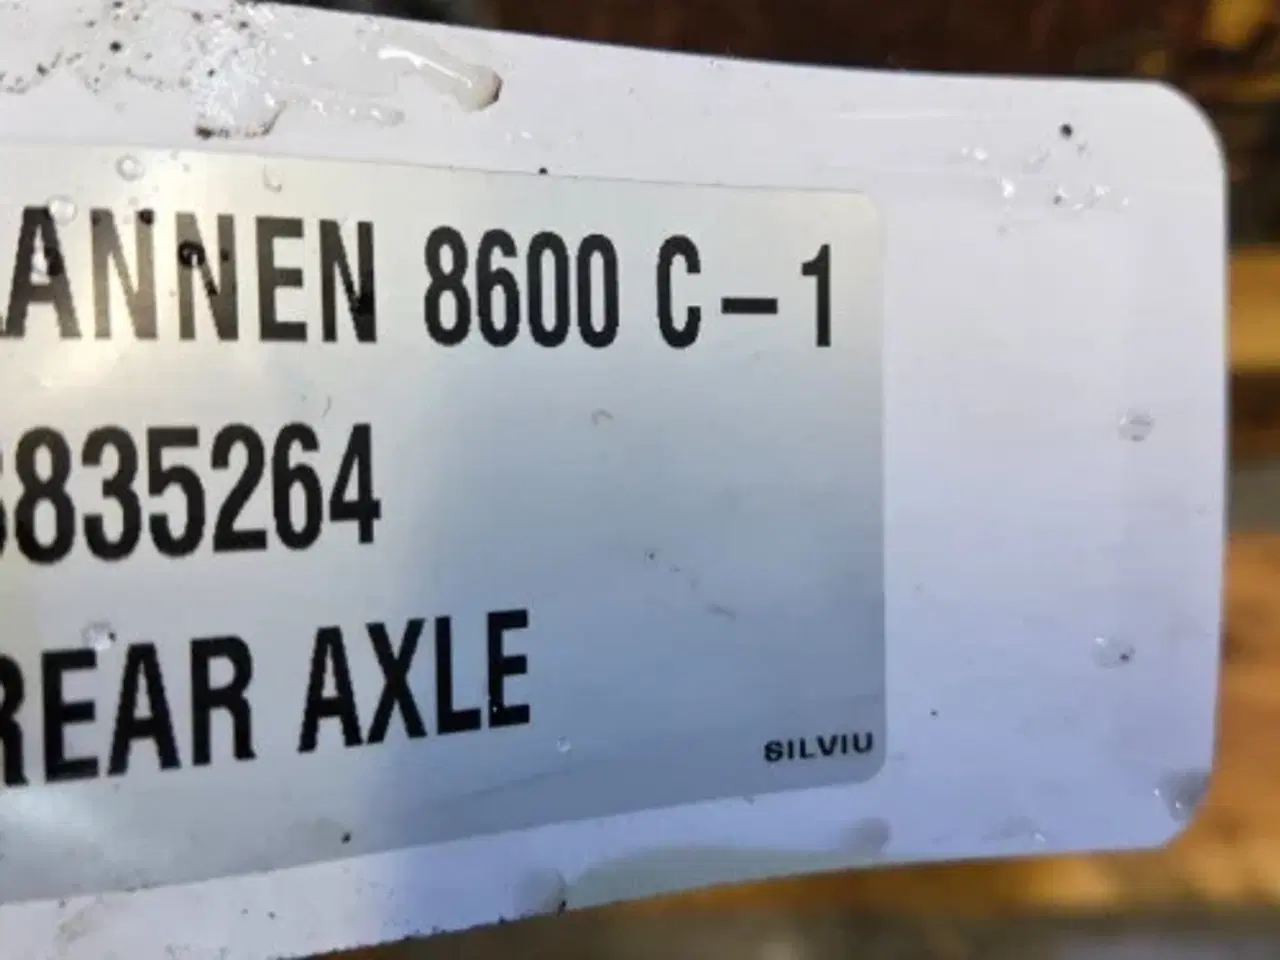 ANNEN 8600 C-1
835264
REAR AXLE
SILVIU